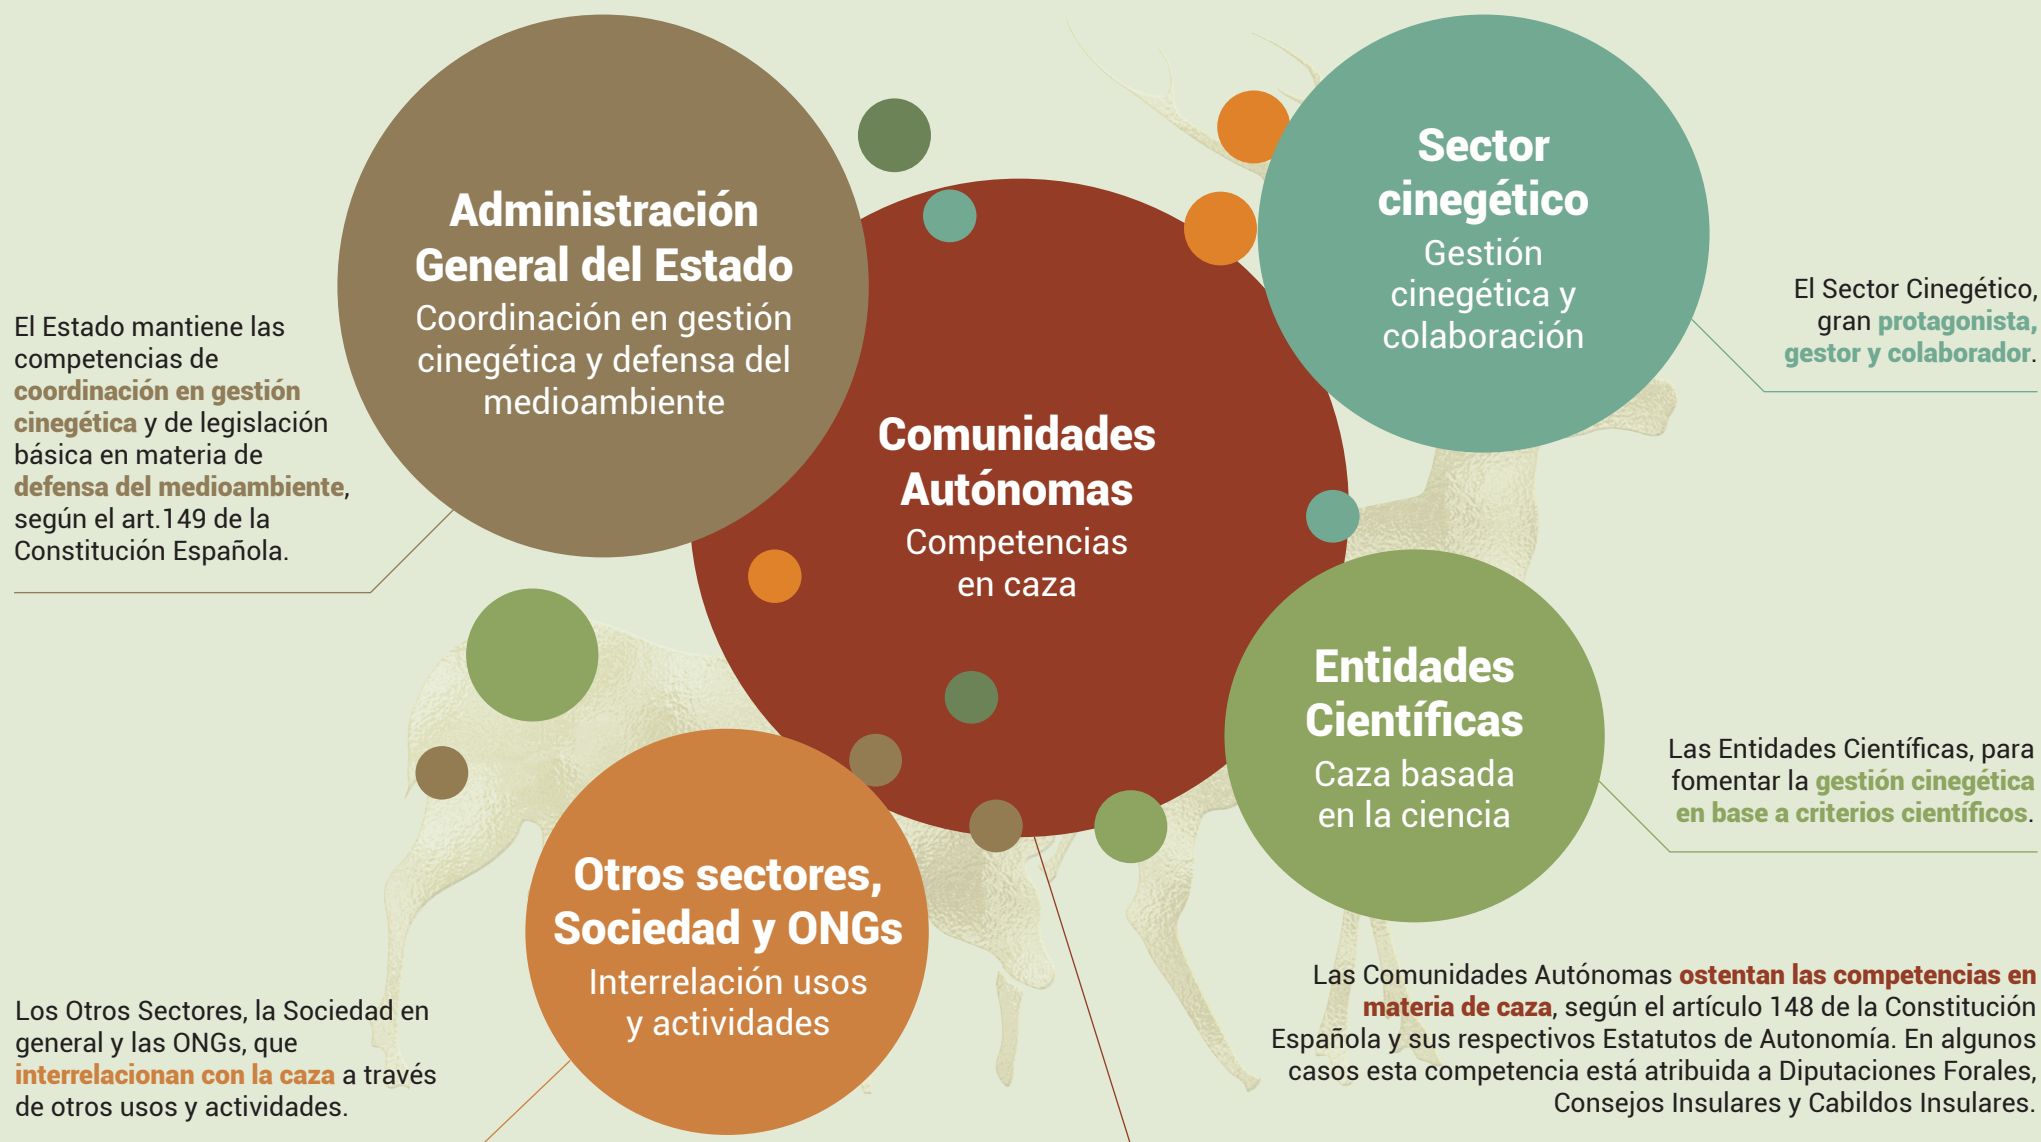 Administración
General del Estado
Coordinación en gestión
cinegética y defensa del
medioambiente
El Estado mantiene las
competencias de
coordinación en gestión
cinegética y de legislación
básica en materia de
defensa del medioambiente,
según el art.149 de la
Constitución Española.
Sector
cinegético
Gestión
cinegética y
colaboración
El Sector Cinegético,
gran protagonista,
gestor y colaborador.
Comunidades
Autónomas
Competencias
en caza
Entidades
Científicas
Caza basada
en la ciencia
Las Entidades Científicas, para
fomentar la gestión cinegética
en base a criterios científicos.
Otros sectores,
Sociedad y ONGs
Interrelación usos
y actividades
Los Otros Sectores, la Sociedad en
general y las ONGs, que
interrelacionan con la caza a través
de otros usos y actividades.
Las Comunidades Autónomas ostentan las competencias en
materia de caza, según el artículo 148 de la Constitución
Española y sus respectivos Estatutos de Autonomía. En algunos
casos esta competencia está atribuida a Diputaciones Forales,
Consejos Insulares y Cabildos Insulares.